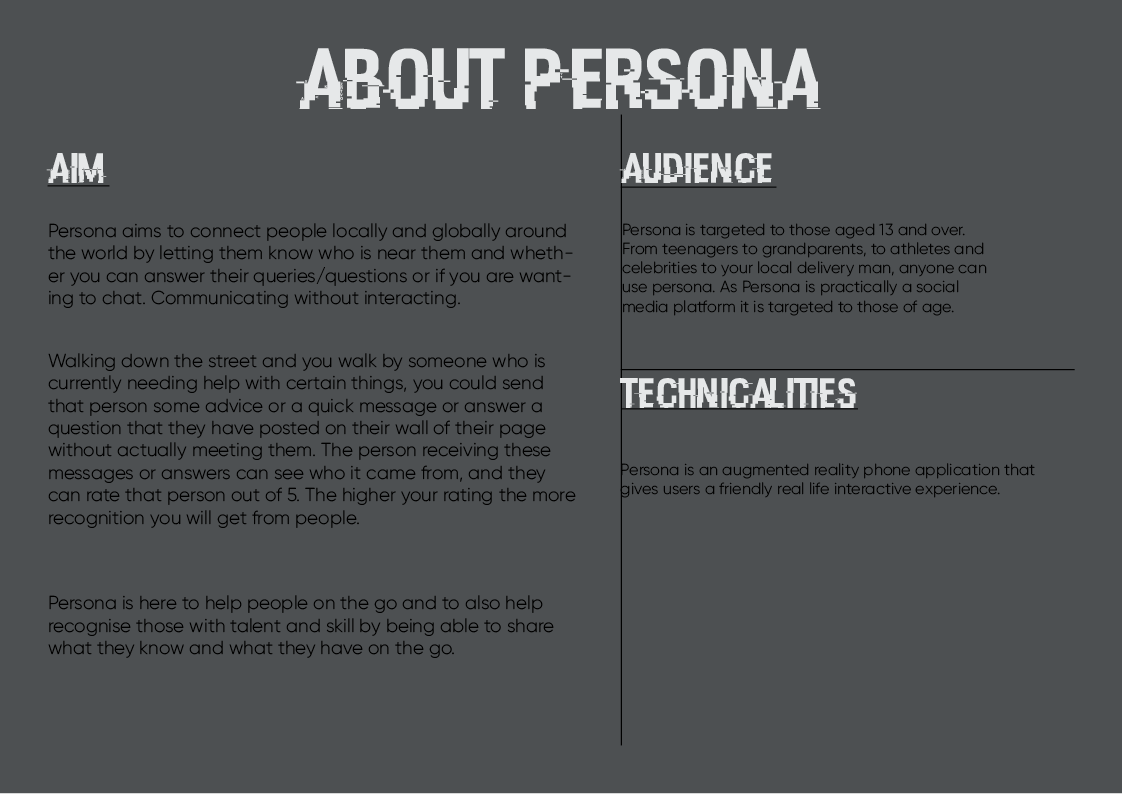 ABOUT PERSONA
AIM
Persona aims to connect people locally and globally around
the world by letting them know who is near them and wheth-
er you can answer their queries/questions or if you are want-
ing to chat. Communicating without interacting.
Walking down the street and you walk by someone who is
currently needing help with certain things, you could send
that person some advice or a quick message or answer a
question that they have posted on their wall of their page
without actually meeting them. The person receiving these
messages or answers can see who it came from, and they
can rate that person out of 5. The higher your rating the more
recognition you will get from people.
Persona is here to help people on the go and to also help
recognise those with talent and skill by being able to share
what they know and what they have on the go.
AUDIENCE
Persona is targeted to those aged 13 and over.
From teenagers to grandparents, to athletes and
celebrities to your local delivery man, anyone can
use persona. As Persona is practically a social
media platform it is targeted to those of age.
TECHNICALITIES
Persona is an augmented reality phone application that
gives users a friendly real life interactive experience.